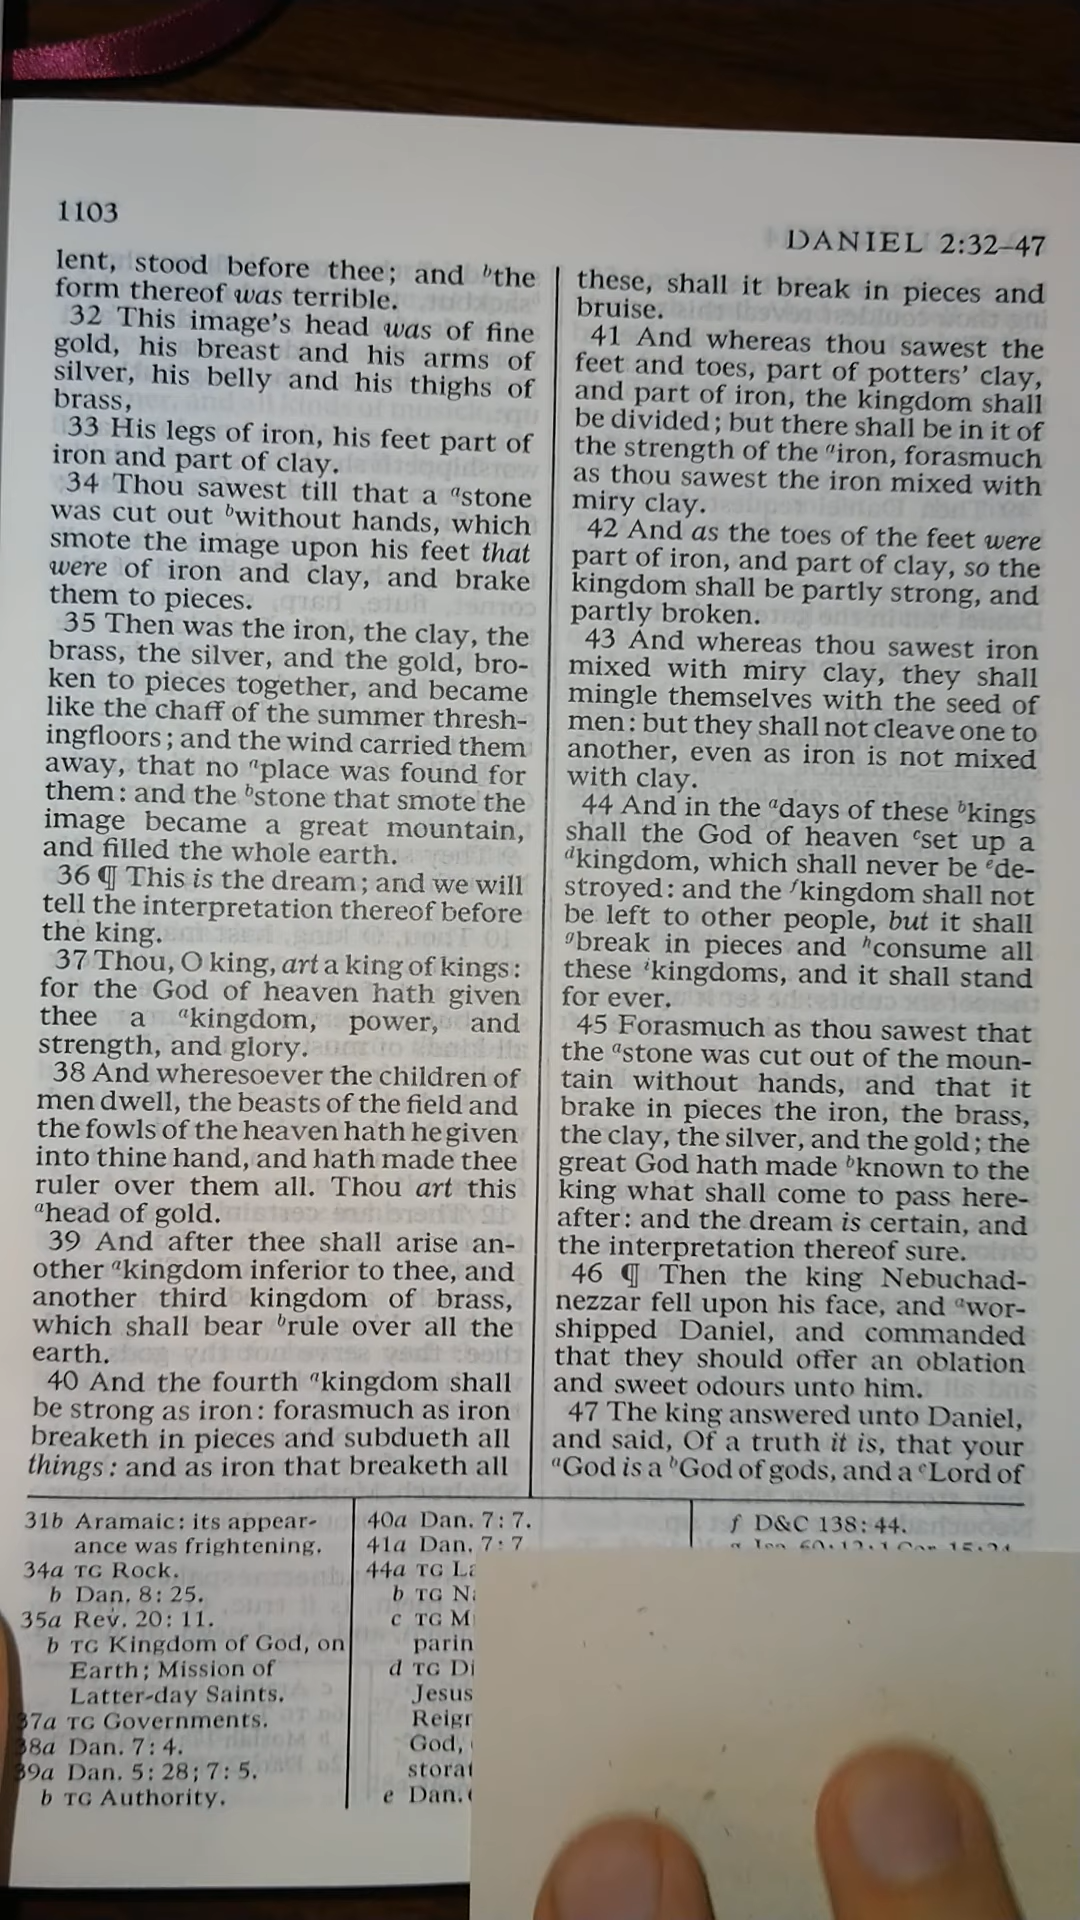 1103
DANIEL 2:32–47
lent, stood before thee; and bthe
form thereof was terrible.
32 This image's head was of fine
gold, his breast and his arms of
silver, his belly and his thighs of
brass,
33 His legs of iron, his feet part of
iron and part of clay.
34 Thou sawest till that a astone
was cut out bwithout hands, which
smote the image upon his feet that
were of iron and clay, and brake
them to pieces.
35 Then was the iron, the clay, the
brass, the silver, and the gold, bro-
ken to pieces together, and became
like the chaff of the summer thresh-
ingfloors; and the wind carried them
away, that no aplace was found for
them: and the bstone that smote the
image became a great mountain,
and filled the whole earth.
36 ¶ This is the dream; and we will
tell the interpretation thereof before
the king.
37 Thou, O king, art a king of kings:
for the God of heaven hath given
thee a akingdom, power, and
strength, and glory.
38 And wheresoever the children of
men dwell, the beasts of the field and
the fowls of the heaven hath he given
into thine hand, and hath made thee
ruler over them all. Thou art this
ahead of gold.
39 And after thee shall arise an-
other akingdom inferior to thee, and
another third kingdom of brass,
which shall bear brule over all the
earth.
40 And the fourth akingdom shall
be strong as iron: forasmuch as iron
breaketh in pieces and subdueth all
things: and as iron that breaketh all
these, shall it break in pieces and
bruise.
41 And whereas thou sawest the
feet and toes, part of potters' clay,
and part of iron, the kingdom shall
be divided; but there shall be in it of
the strength of the airon, forasmuch
as thou sawest the iron mixed with
miry clay.
42 And as the toes of the feet were
part of iron, and part of clay, so the
kingdom shall be partly strong, and
partly broken.
43 And whereas thou sawest iron
mixed with miry clay, they shall
mingle themselves with the seed of
men: but they shall not cleave one to
another, even as iron is not mixed
with clay.
44 And in the adays of these bkings
shall the God of heaven cset up a
dkingdom, which shall never be ede-
stroyed: and the fkingdom shall not
be left to other people, but it shall
gbreak in pieces and hconsume all
these ikingdoms, and it shall stand
for ever.
45 Forasmuch as thou sawest that
the astone was cut out of the moun-
tain without hands, and that it
brake in pieces the iron, the brass,
the clay, the silver, and the gold; the
great God hath made bknown to the
king what shall come to pass here-
after: and the dream is certain, and
the interpretation thereof sure.
46 ¶ Then the king Nebuchad-
nezzar fell upon his face, and awor-
shipped Daniel, and commanded
that they should offer an oblation
and sweet odours unto him.
47 The king answered unto Daniel,
and said, Of a truth it is, that your
aGod is a bGod of gods, and a cLord of
31b Aramaic: its appear-
ance was frightening.
34a TG Rock.
b Dan. 8: 25.
35a Rev. 20: 11.
b TG Kingdom of God, on
Earth; Mission of
Latter-day Saints.
37a TG Governments.
38a Dan. 7: 4.
39a Dan. 5: 28; 7: 5.
b TG Authority.
40a Dan. 7: 7.
41a Dan. 7: 7
44a TG
b TG
c TG
parin
d TG
Jesus
Reigr
God,
storat
e Dan.
f D&C 138: 44.